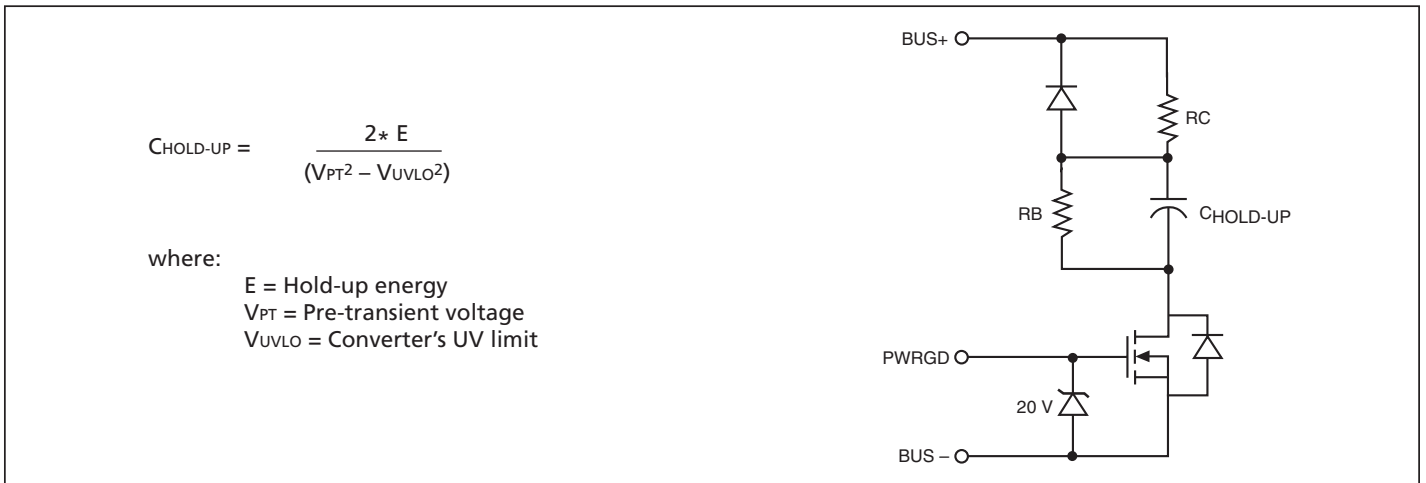 CHOLD-UP = 2* E
(VPT2 – VUVLO2)
where:
E = Hold-up energy
VPT = Pre-transient voltage
VUVLO = Converter's UV limit
BUS+
RC
RB
CHOLD-UP
PWRGD
20 V
BUS –